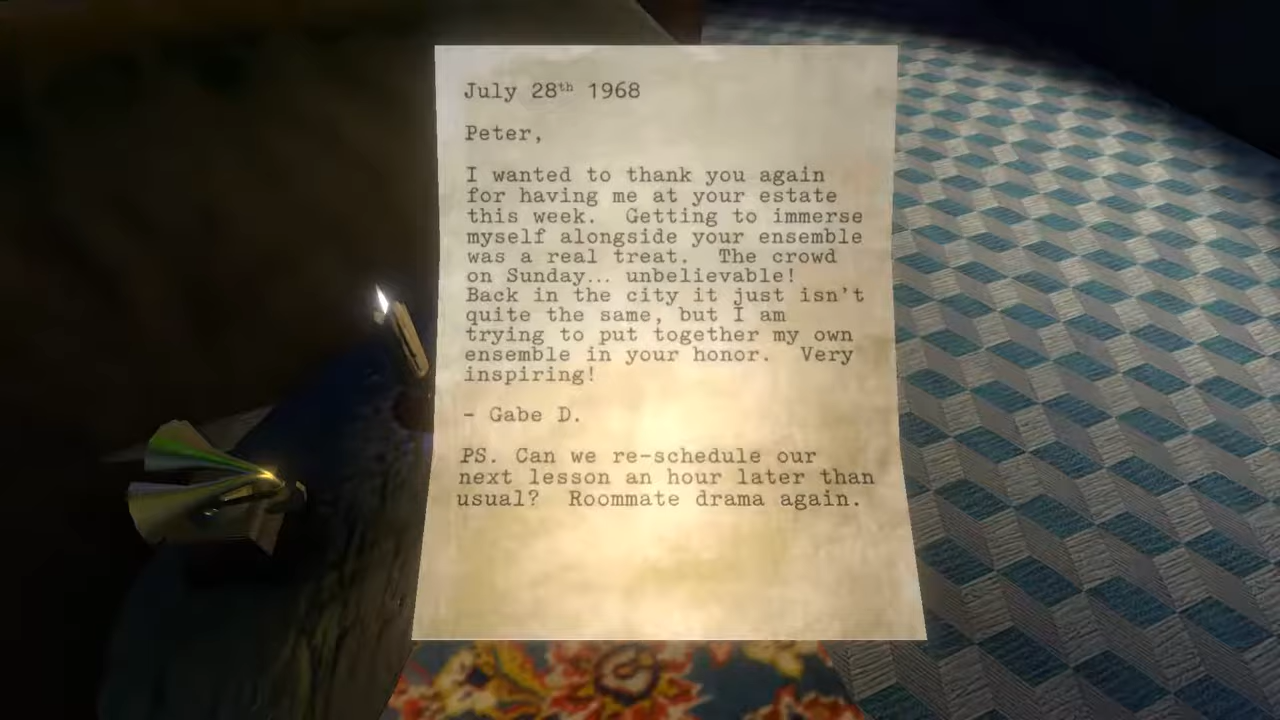 July 28th 1968
Peter,
I wanted to thank you again
for having me at your estate
this week.  Getting to immerse
myself alongside your ensemble
was a real treat.  The crowd
on Sunday... unbelievable!
Back in the city it just isn't
quite the same, but I am
trying to put together my own
ensemble in your honor.  Very
inspiring!
- Gabe D.
PS. Can we re-schedule our
next lesson an hour later than
usual?  Roommate drama again.